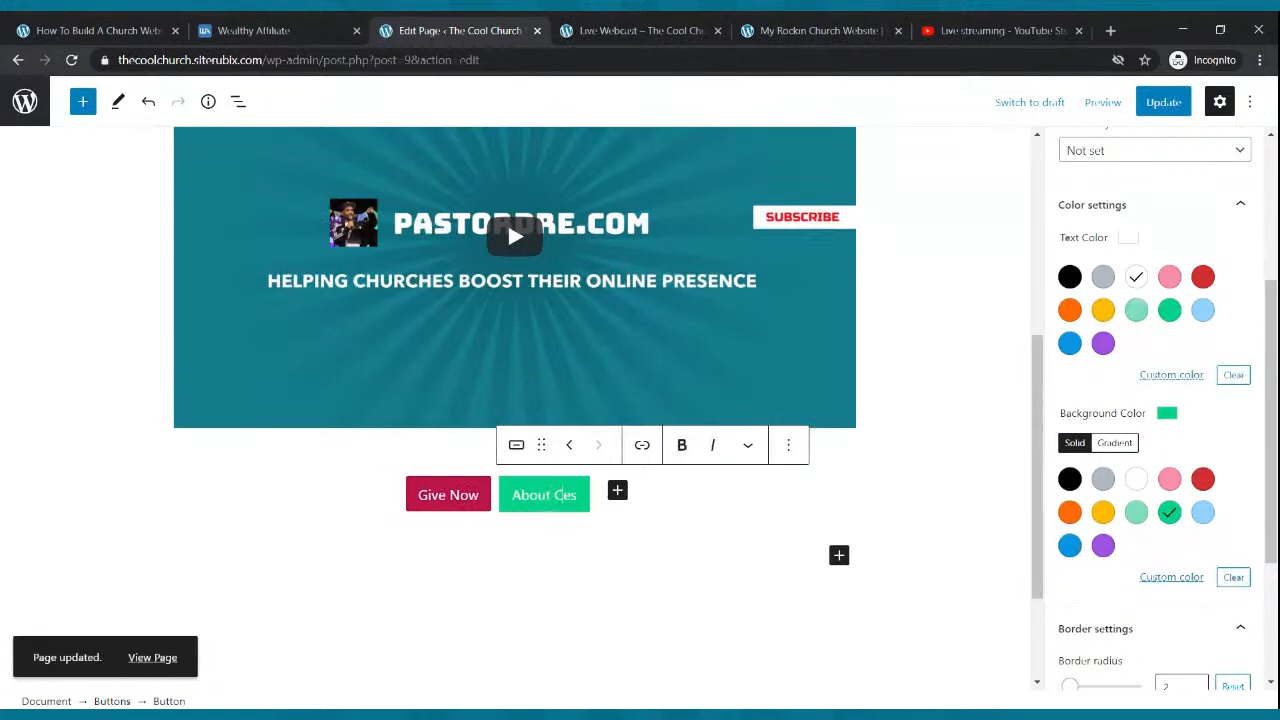 How To Build A Church Web
Wealthy Affiliate
Edit Page ‹ The Cool Church
Live Webcast – The Cool Chu
My Rockin Church Website |
Live streaming - YouTube St
thecoolchurch.siterubix.com/wp-admin/post.php?post=9&action=edit
Incognito
Switch to draft
Preview
Update
Not set
Color settings
Text Color
Custom color
Clear
Background Color
Solid
Gradient
Custom color
Clear
Border settings
Border radius
2
Reset
PASTORDRE.COM
SUBSCRIBE
HELPING CHURCHES BOOST THEIR ONLINE PRESENCE
B
I
Give Now
About Ces
Page updated.
View Page
Document → Buttons → Button